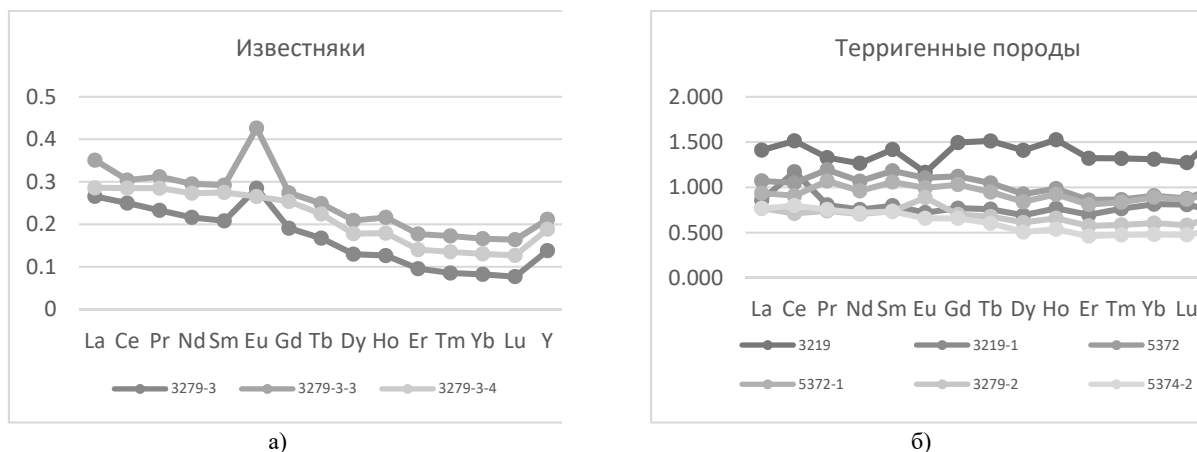 Известняки
0.5
0.4
0.3
0.2
0.1
0
La Ce Pr Nd Sm Eu Gd Tb Dy Ho Er Tm Yb Lu Y
3279-3 3279-3-3 3279-3-4
а)
Терригенные породы
2.000
1.500
1.000
0.500
0.000
La Ce Pr Nd Sm Eu Gd Tb Dy Ho Er Tm Yb Lu
3219 3219-1 5372
5372-1 3279-2 5374-2
б)